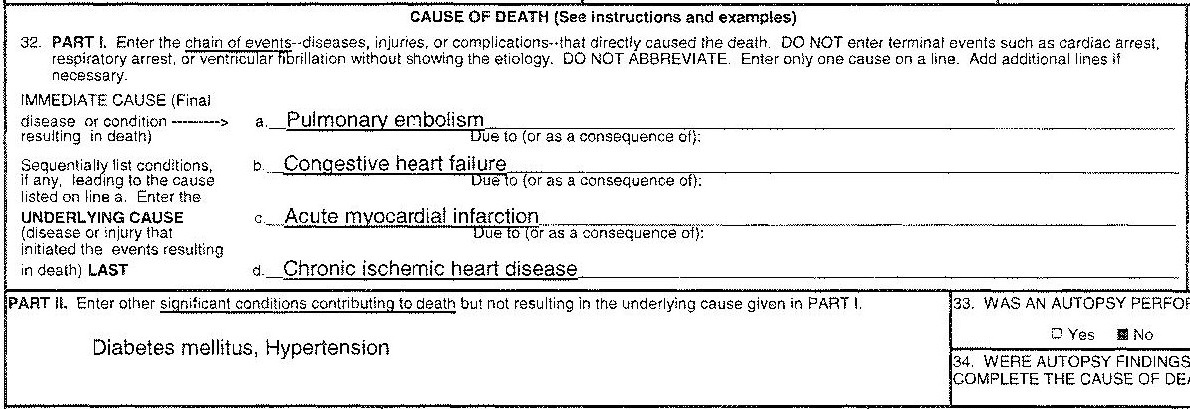 CAUSE OF DEATH (See instructions and examples)
32. PART I. Enter the chain of events--diseases, injuries, or complications--that directly caused the death. DO NOT enter terminal events such as cardiac arrest,
respiratory arrest, or ventricular fibrillation without showing the etiology. DO NOT ABBREVIATE. Enter only one cause on a line. Add additional lines if
necessary.
IMMEDIATE CAUSE (Final
disease or condition ---------> a. Pulmonary embolism
resulting in death) Due to (or as a consequence of):
Sequentially list conditions, b. Congestive heart failure
if any, leading to the cause Due to (or as a consequence of):
listed on line a. Enter the
UNDERLYING CAUSE c. Acute myocardial infarction
(disease or injury that Due to (or as a consequence of):
initiated the events resulting
in death) LAST d. Chronic ischemic heart disease
PART II. Enter other significant conditions contributing to death but not resulting in the underlying cause given in PART I.
Diabetes mellitus, Hypertension
33. WAS AN AUTOPSY PERFOR
Yes No
34. WERE AUTOPSY FINDINGS
COMPLETE THE CAUSE OF DEA